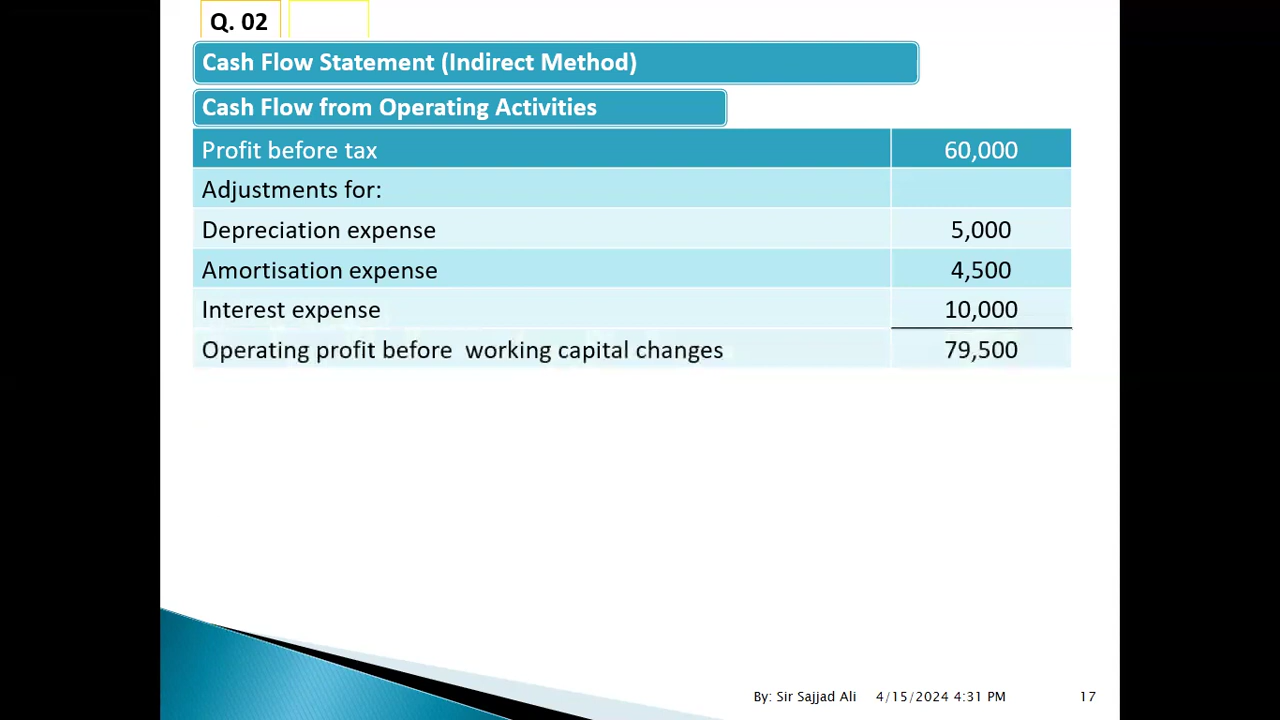 Q. 02
Cash Flow Statement (Indirect Method)
Cash Flow from Operating Activities
Profit before tax 60,000
Adjustments for:
Depreciation expense 5,000
Amortisation expense 4,500
Interest expense 10,000
Operating profit before working capital changes 79,500
By: Sir Sajjad Ali 4/15/2024 4:31 PM 17